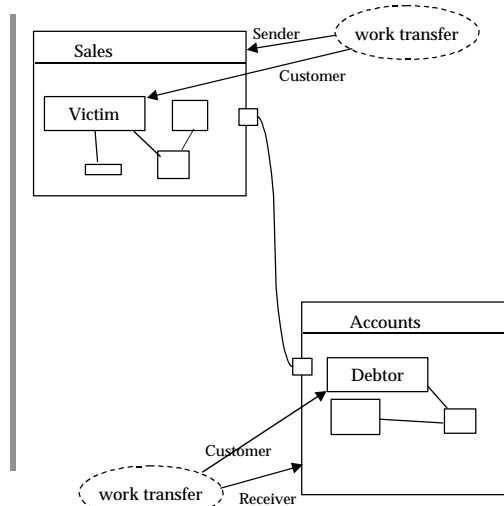 Sender
work transfer
Sales
Customer
Victim
Accounts
Debtor
Customer
work transfer
Receiver